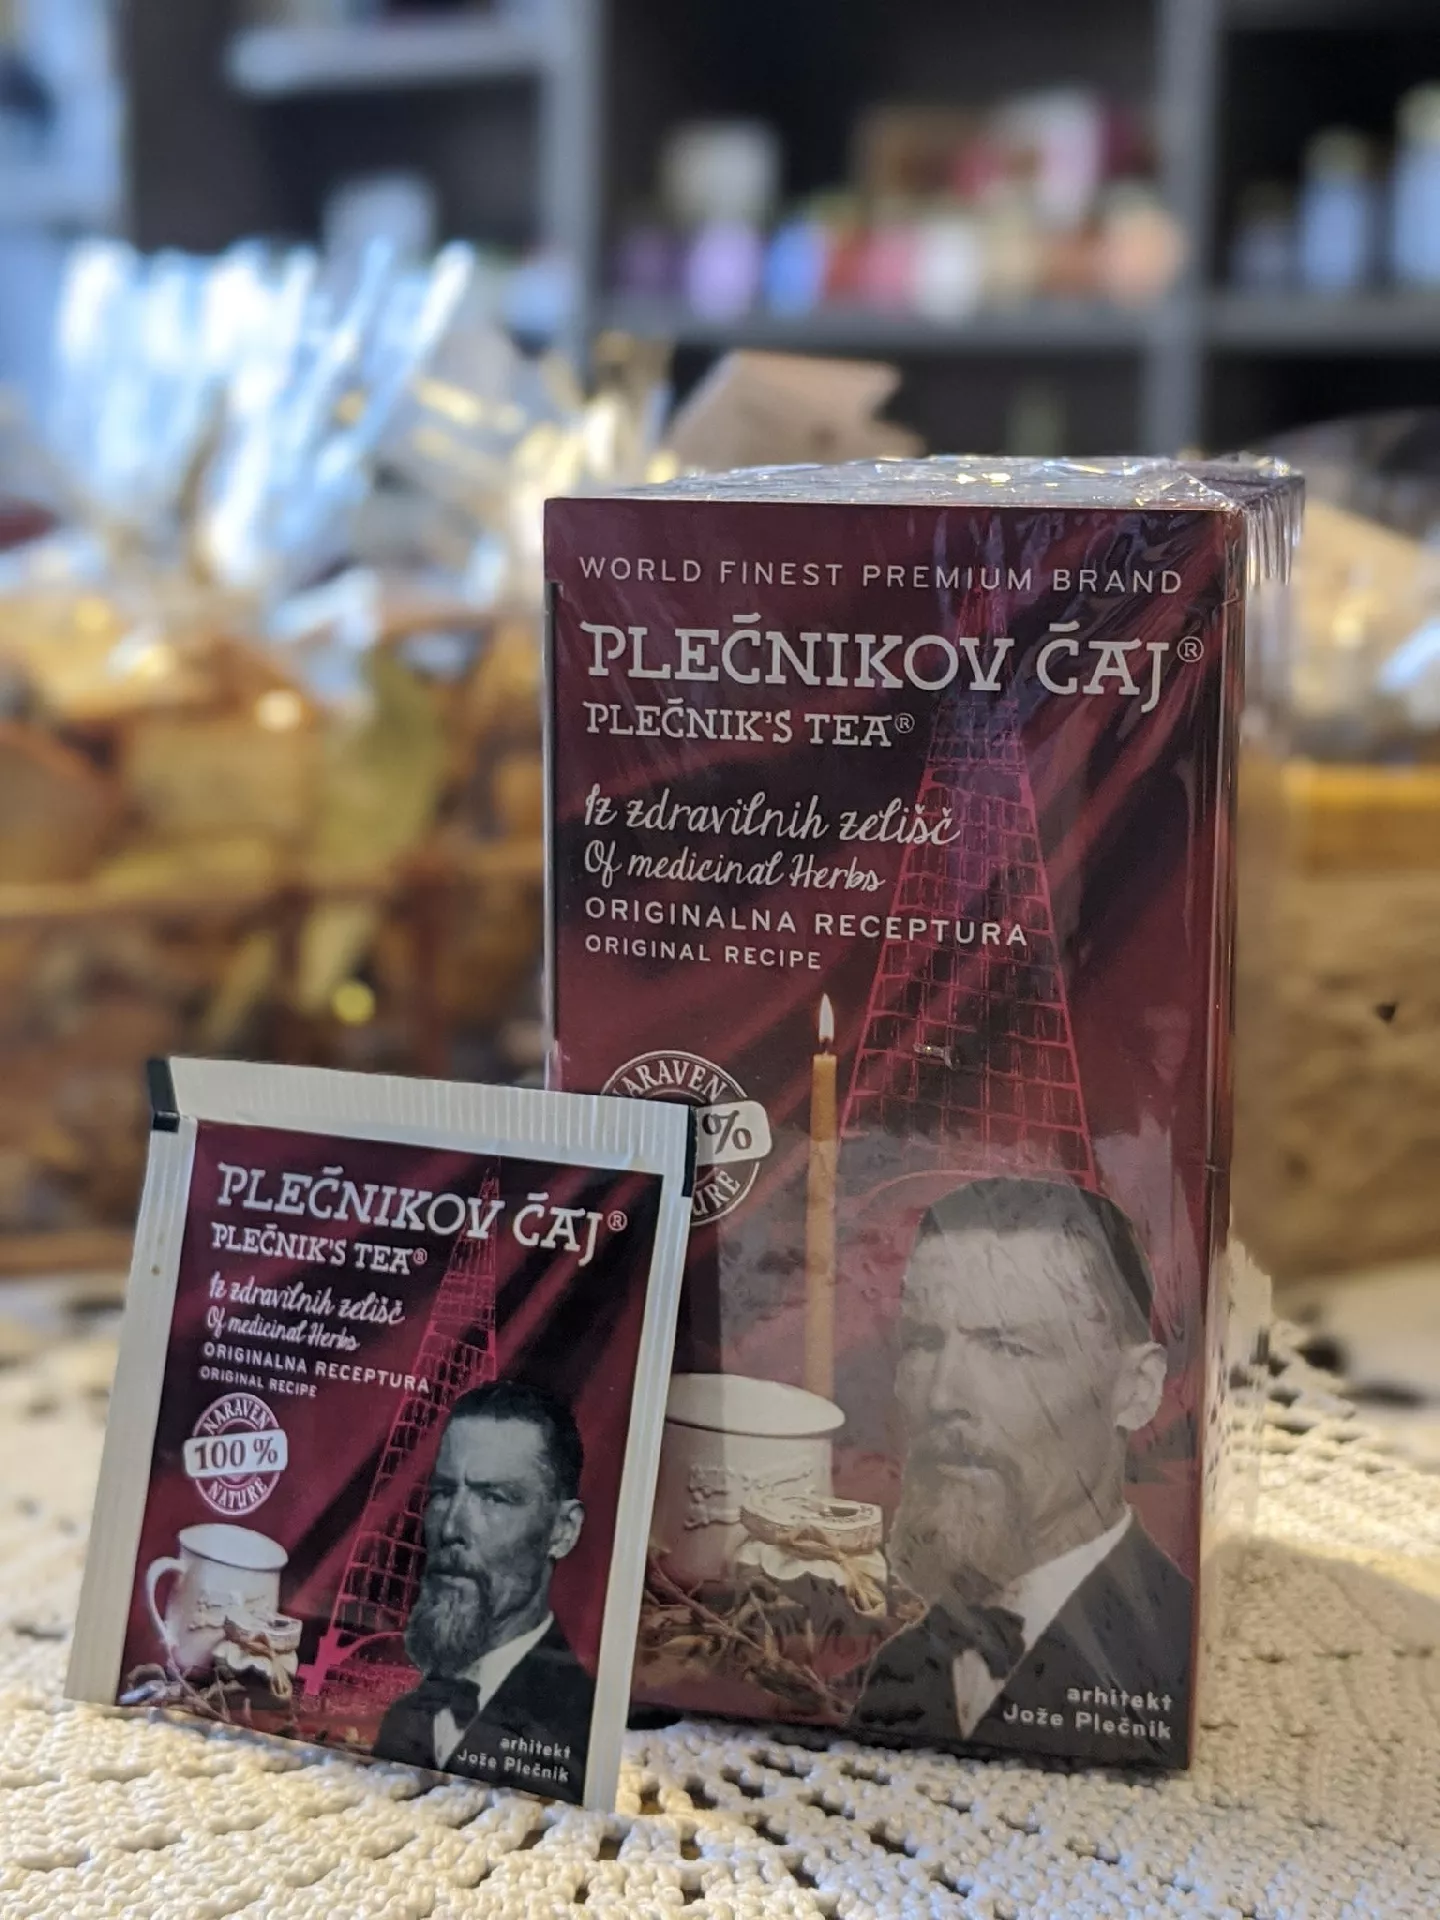 WORLD FINEST PREMIUM BRAND
PLEČNIKOV ČAJ®
PLEČNIK'S TEA®
Iz zdravilnih zelišč
Of medicinal Herbs
ORIGINALNA RECEPTURA
ORIGINAL RECIPE
ARAVEN
%
URE
arhitekt
Jože Plečnik
PLEČNIKOV ČAJ®
PLEČNIK'S TEA®
Iz zdravilnih zelišč
Of medicinal Herbs
ORIGINALNA RECEPTURA
ORIGINAL RECIPE
NARAVEN
100 %
NATURE
arhitekt
Jože Plečnik